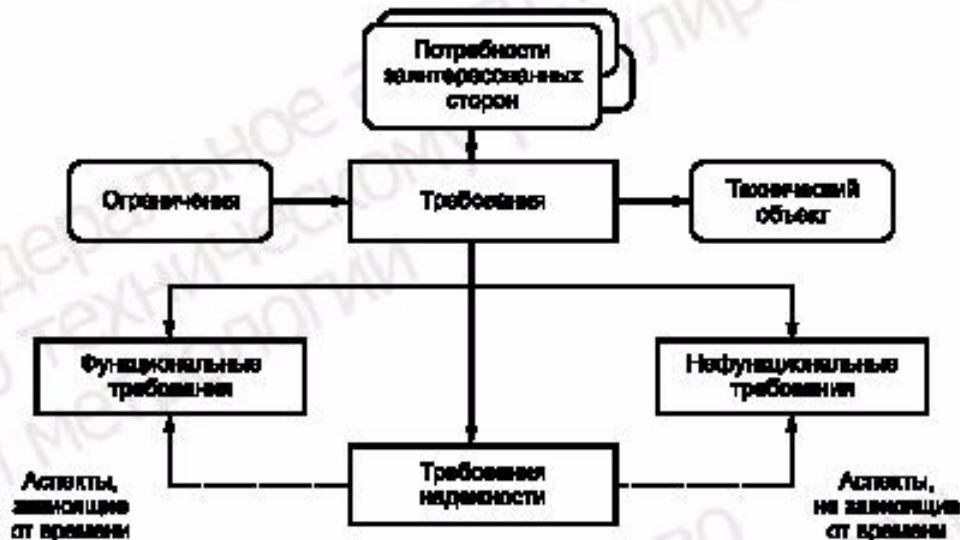 Потребности
заинтересованных
сторон
Ограничения
Требования
Технический
объект
Функциональные
требования
Нефункциональные
требования
Требования
надежности
Аспекты,
зависящие
от времени
Аспекты,
не зависящие
от времени